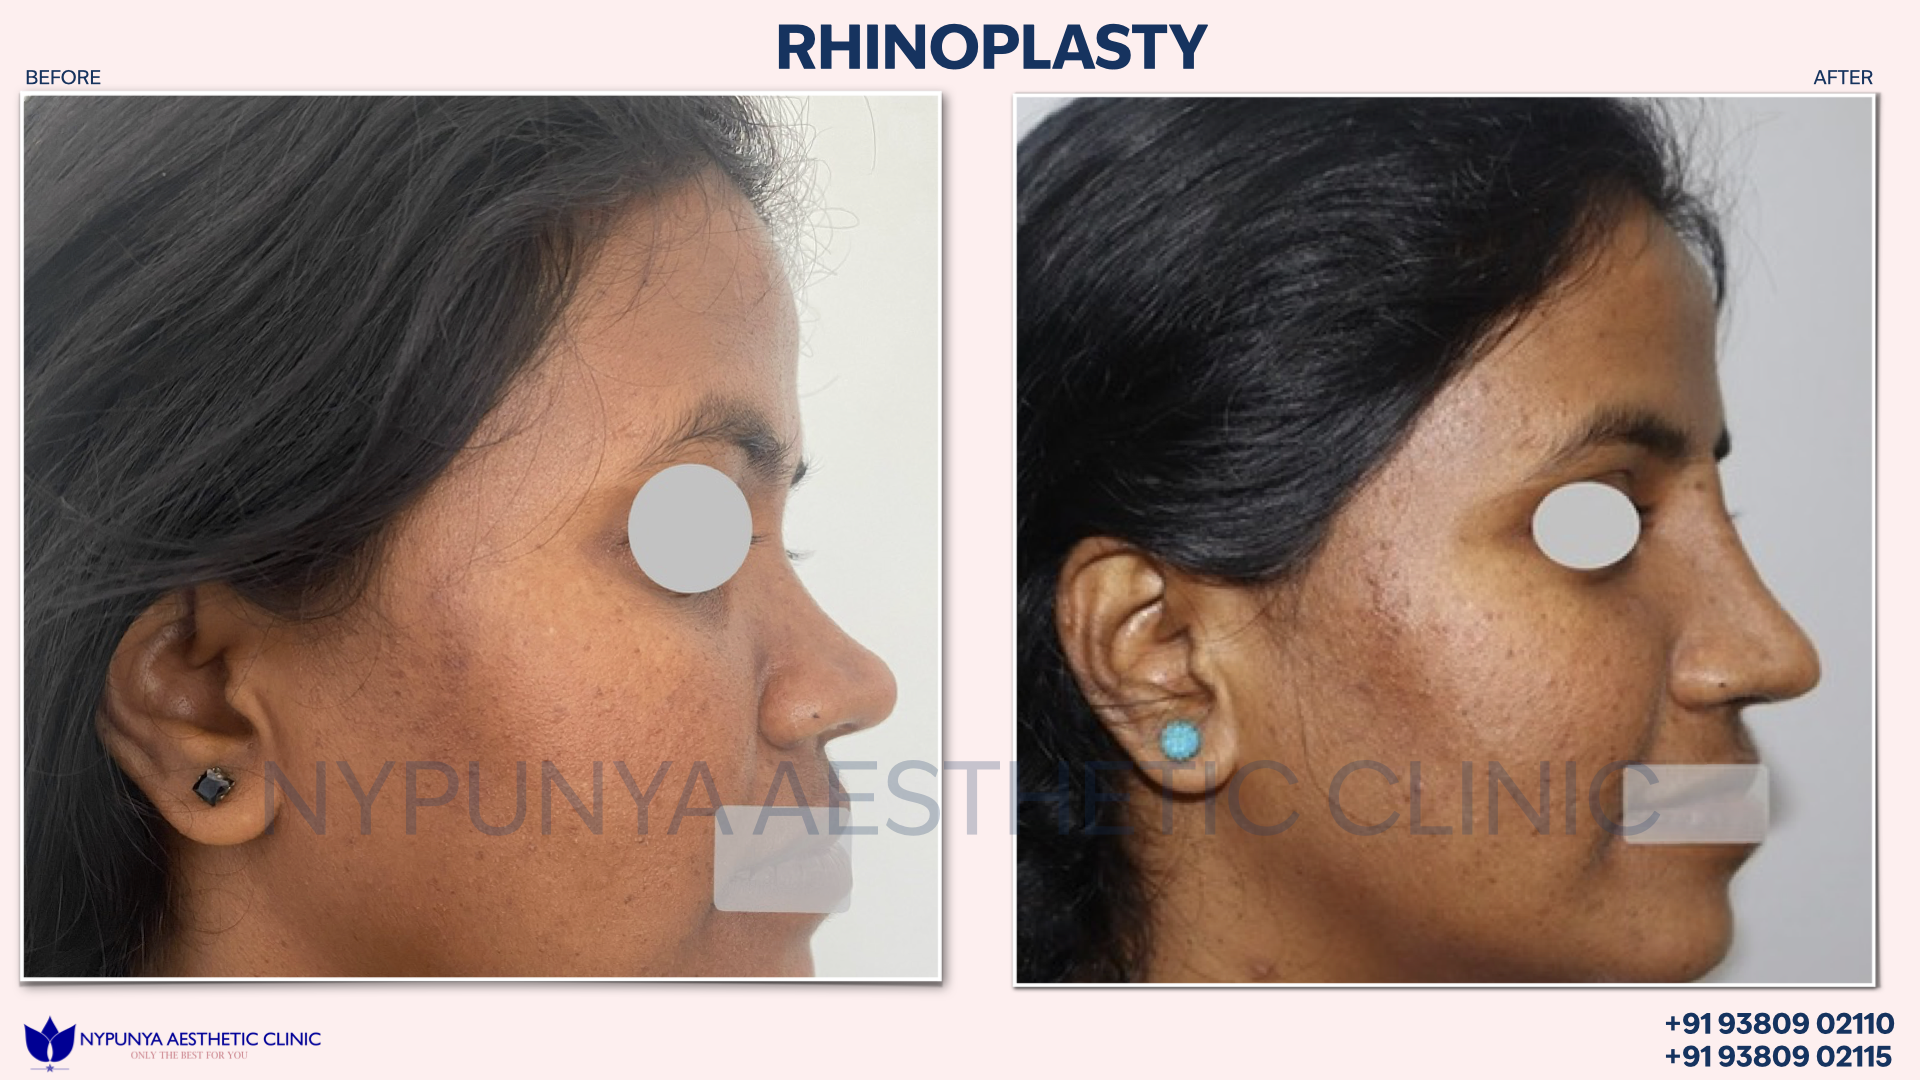 RHINOPLASTY
BEFORE
AFTER
NYPUNYA AESTHETIC CLINIC
NYPUNYA AESTHETIC CLINIC
ONLY THE BEST FOR YOU
+91 93809 02110
+91 93809 02115